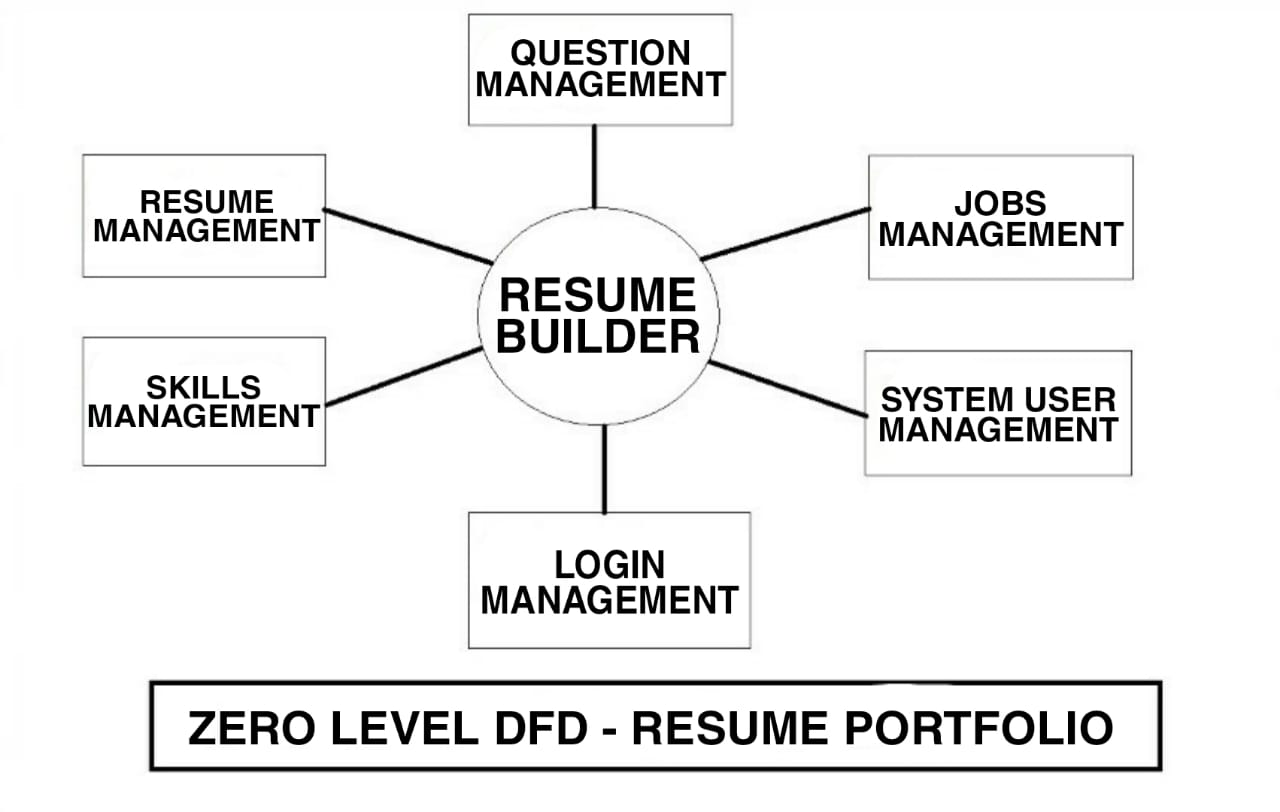 QUESTION
MANAGEMENT
RESUME
MANAGEMENT
JOBS
MANAGEMENT
RESUME
BUILDER
SKILLS
MANAGEMENT
SYSTEM USER
MANAGEMENT
LOGIN
MANAGEMENT
ZERO LEVEL DFD - RESUME PORTFOLIO